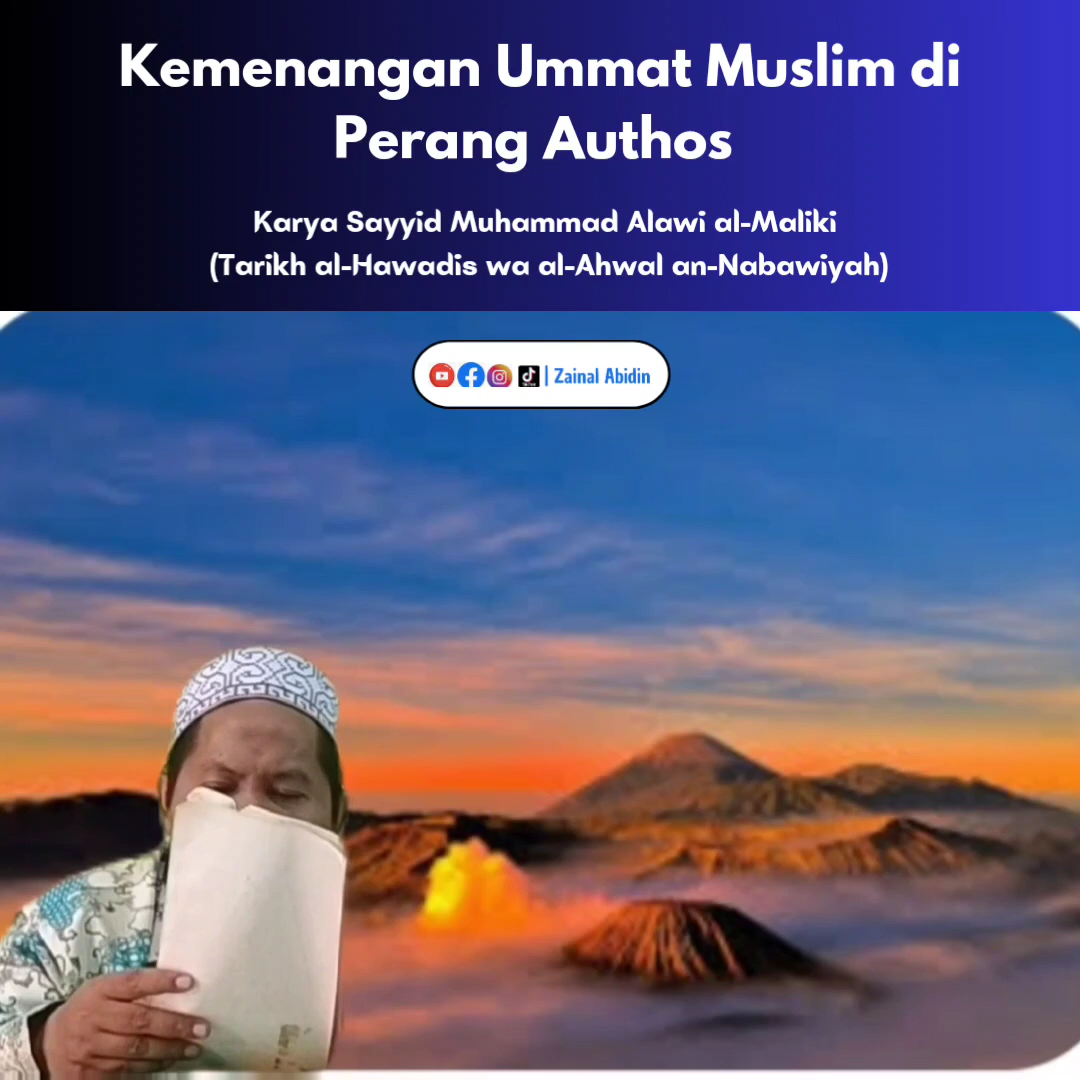 Kemenangan Ummat Muslim di
Perang Authos
Karya Sayyid Muhammad Alawi al-Maliki
(Tarikh al-Hawadis wa al-Ahwal an-Nabawiyah)
| Zainal Abidin